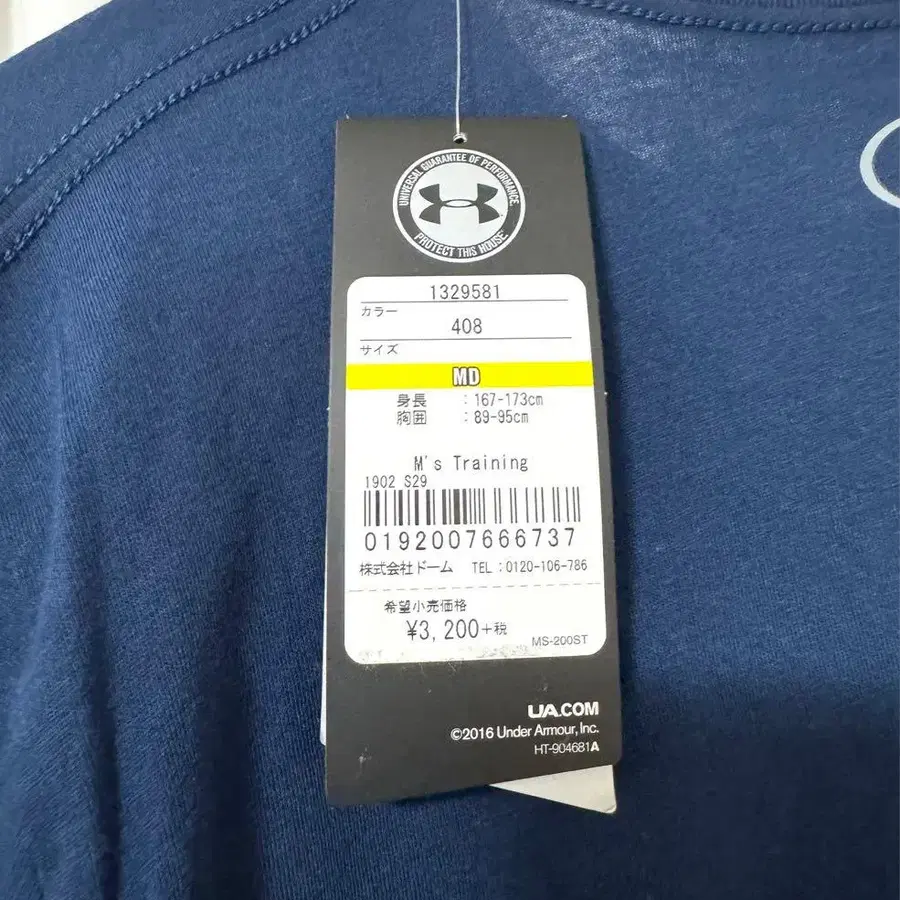 UNIVERSAL GUARANTEE OF PERFORMANCE.
PROTECT THIS HOUSE.
1329581
カラー
408
サイズ
MD
身長 : 167-173cm
胸囲 : 89-95cm
M's Training
1902 S29
0192007666737
株式会社ドーム TEL:0120-106-786
希望小売価格
¥3,200+税
MS-200ST
UA.COM
©2016 Under Armour, Inc.
HT-904681A